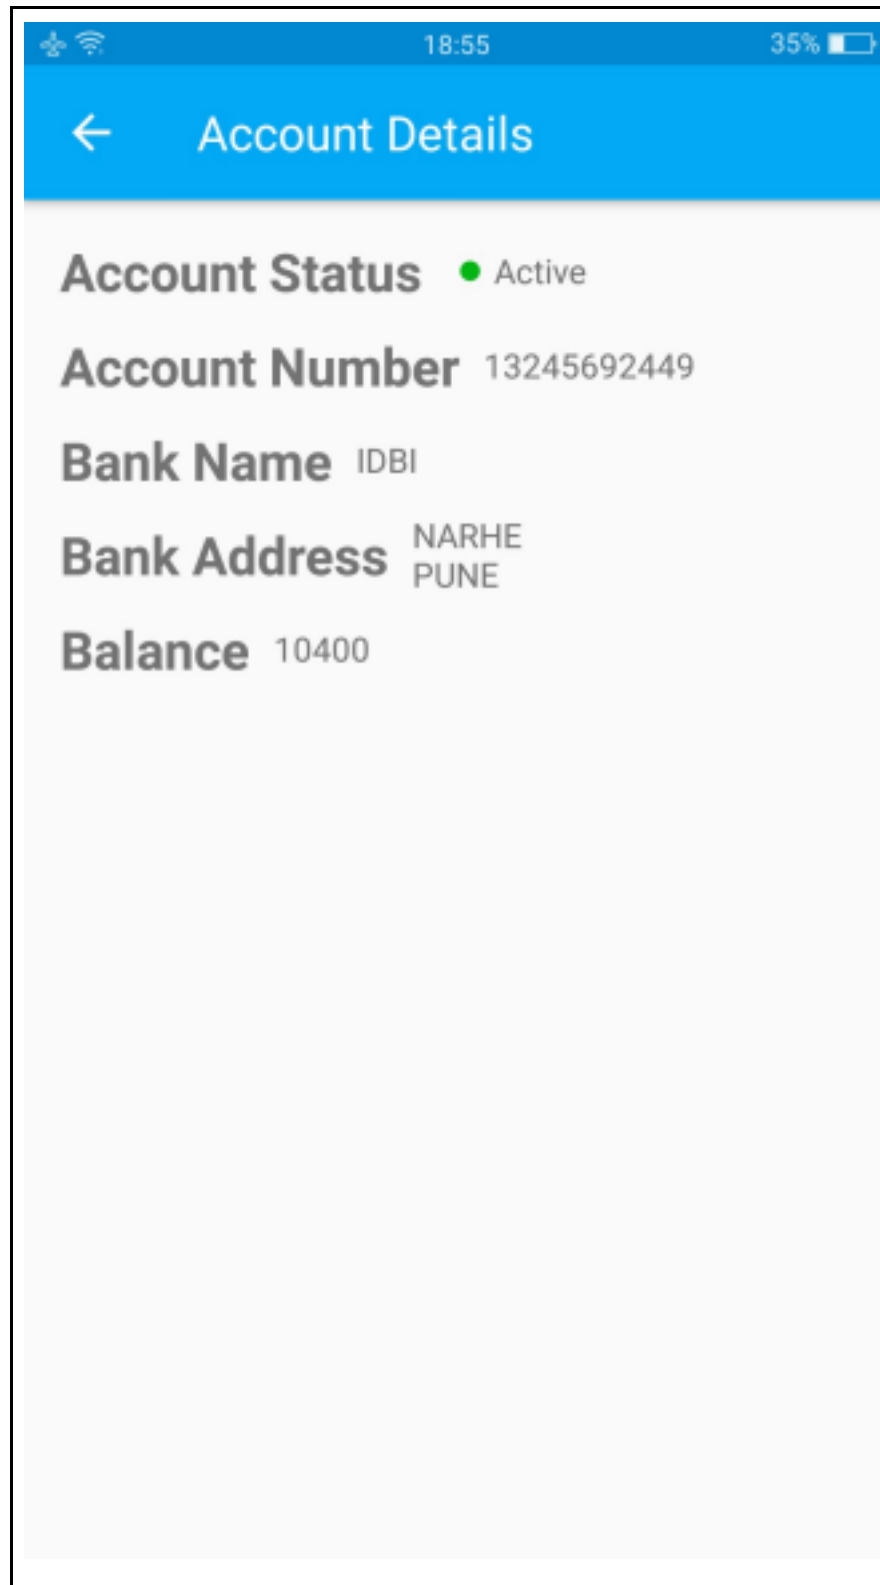 18:55 35%
Account Details
Account Status Active
Account Number 13245692449
Bank Name IDBI
Bank Address NARHE
PUNE
Balance 10400